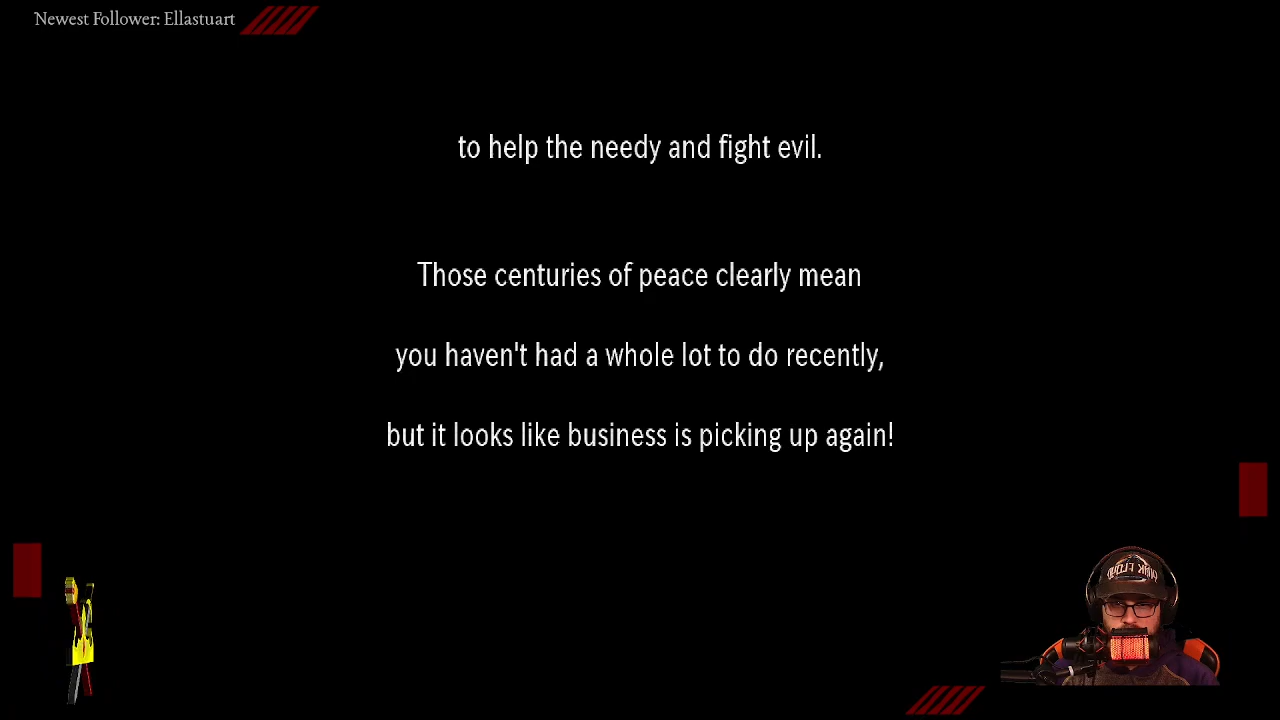 Newest Follower: Ellastuart
to help the needy and fight evil.
Those centuries of peace clearly mean
you haven't had a whole lot to do recently,
but it looks like business is picking up again!